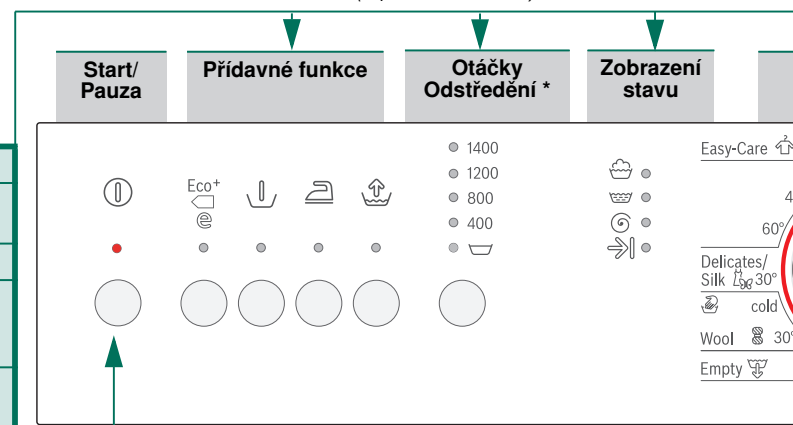 Start/
Pauza
Přídavné funkce
Otáčky
Odstředění *
Zobrazení
stavu
Eco+
e
1400
1200
800
400
Easy-Care
4
60°
Delicates/
Silk 30°
cold
Wool 30°
Empty